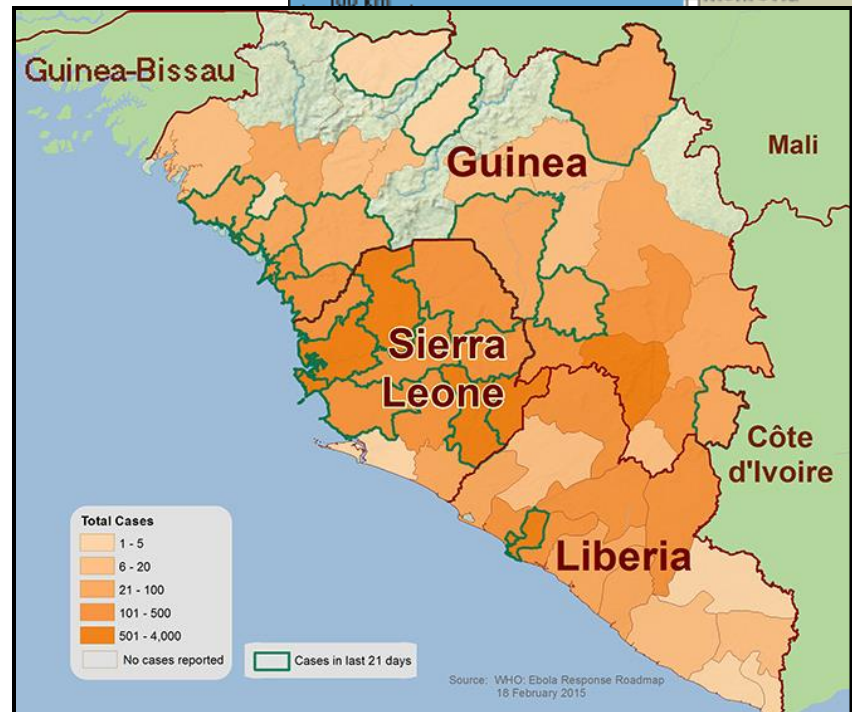 Guinea-Bissau
Guinea
Mali
Sierra
Leone
Côte
d'Ivoire
Liberia
Total Cases
1 - 5
6 - 20
21 - 100
101 - 500
501 - 4,000
No cases reported
Cases in last 21 days
Source: WHO: Ebola Response Roadmap
18 February 2015